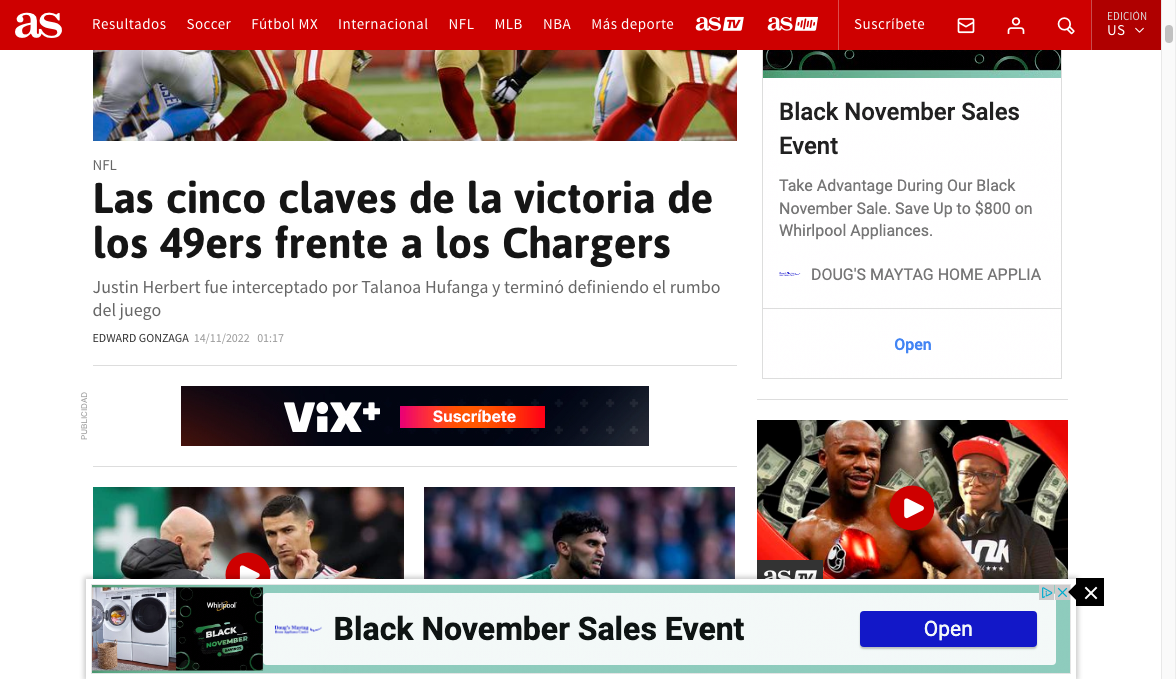 as
Resultados
Soccer
Fútbol MX
Internacional
NFL
MLB
NBA
Más deporte
as TV
as
Suscríbete
EDICIÓN
US
NFL
Las cinco claves de la victoria de
los 49ers frente a los Chargers
Justin Herbert fue interceptado por Talanoa Hufanga y terminó definiendo el rumbo
del juego
EDWARD GONZAGA 14/11/2022 01:17
PUBLICIDAD
ViX+
Suscríbete
Black November Sales
Event
Take Advantage During Our Black
November Sale. Save Up to $800 on
Whirlpool Appliances.
DOUG'S MAYTAG HOME APPLIA
Open
as TV
Whirlpool
BLACK
NOVEMBER
SAVINGS
Doug's Maytag
Black November Sales Event
Open